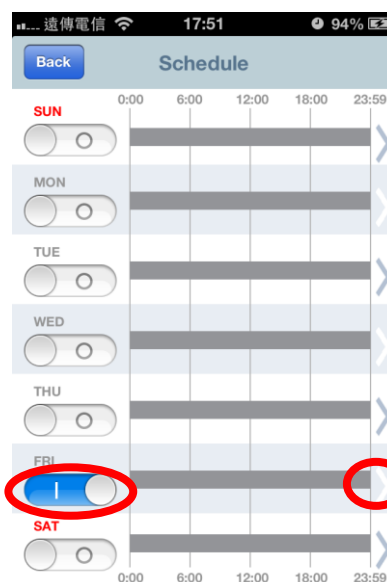 遠傳電信 17:51 94%
Back Schedule
0:00 6:00 12:00 18:00 23:59
SUN
MON
TUE
WED
THU
FRI
SAT
0:00 6:00 12:00 18:00 23:59